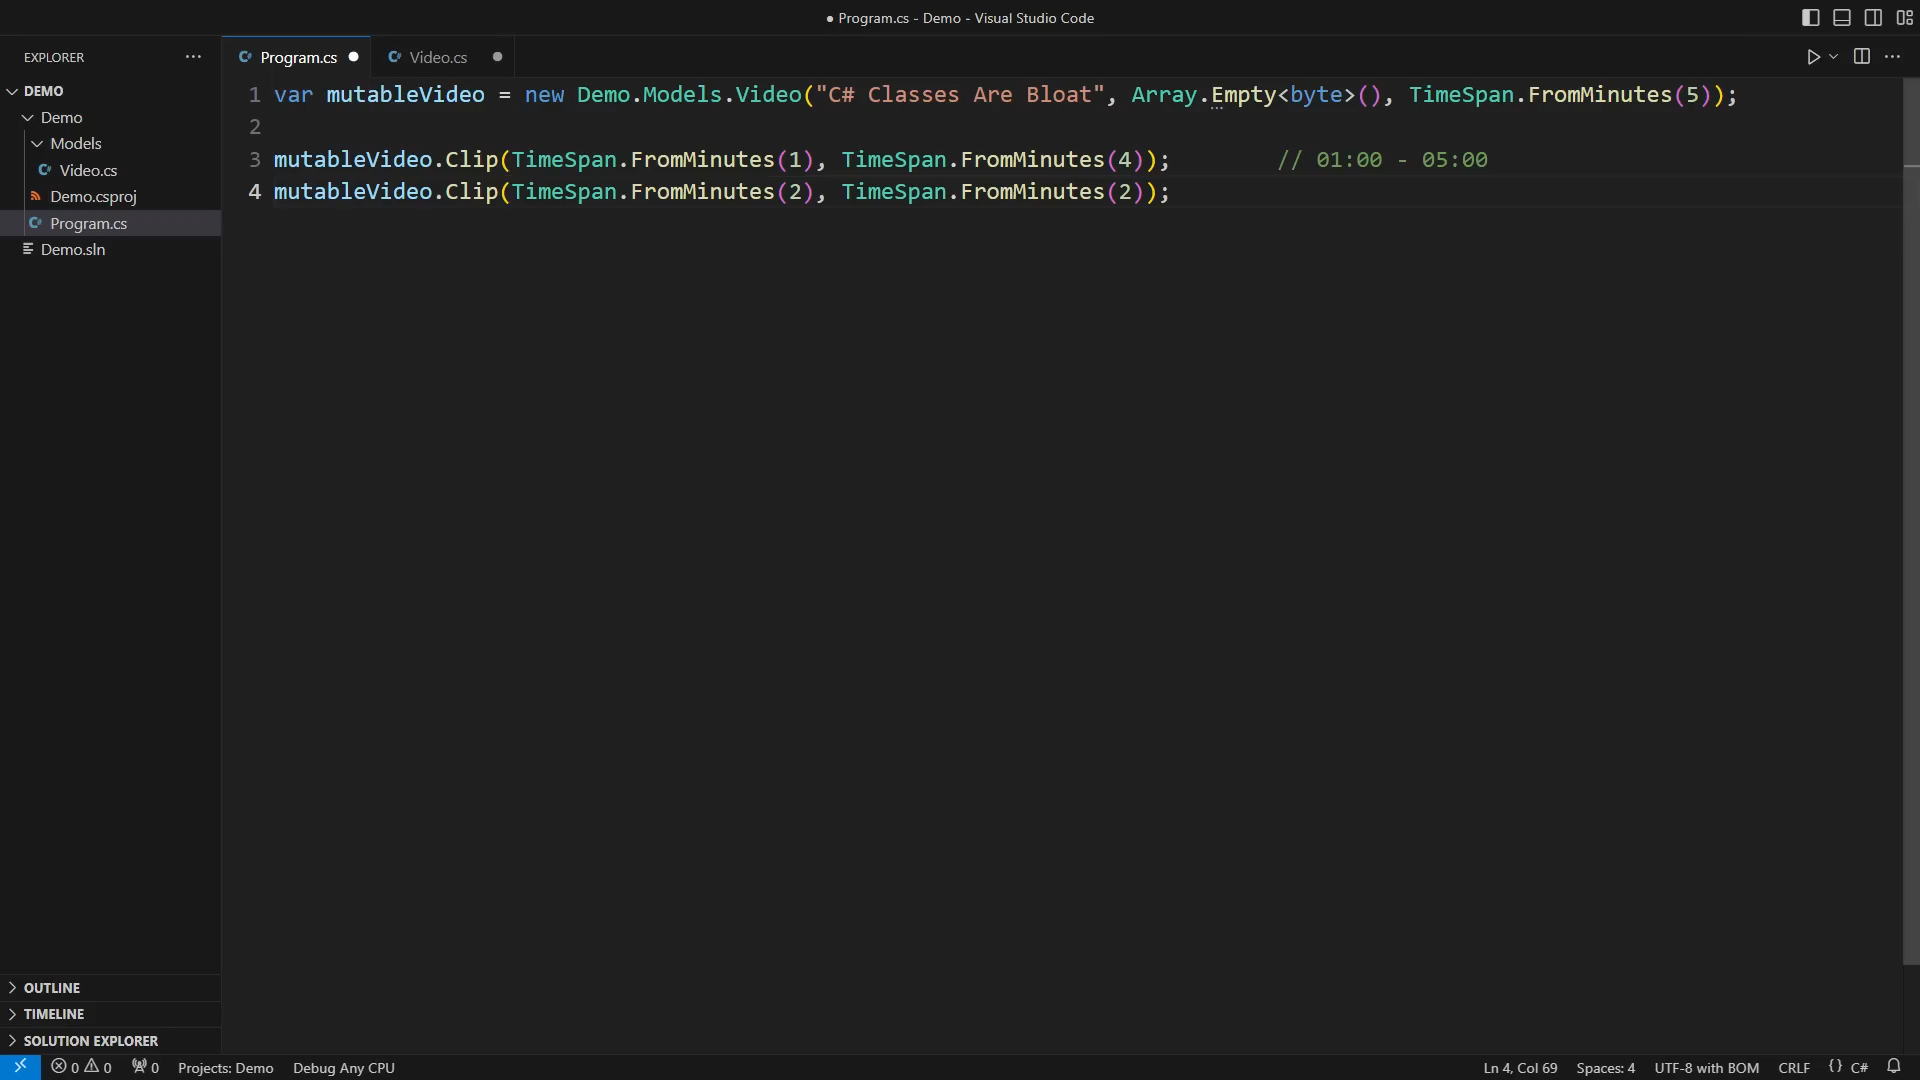 ● Program.cs - Demo - Visual Studio Code
EXPLORER
Program.cs
Video.cs
DEMO
Demo
Models
Video.cs
Demo.csproj
Program.cs
Demo.sln
1 var mutableVideo = new Demo.Models.Video("C# Classes Are Bloat", Array.Empty<byte>(), TimeSpan.FromMinutes(5));
2
3 mutableVideo.Clip(TimeSpan.FromMinutes(1), TimeSpan.FromMinutes(4)); // 01:00 - 05:00
4 mutableVideo.Clip(TimeSpan.FromMinutes(2), TimeSpan.FromMinutes(2));
OUTLINE
TIMELINE
SOLUTION EXPLORER
0 0 0 Projects: Demo Debug Any CPU Ln 4, Col 69 Spaces: 4 UTF-8 with BOM CRLF {} C#